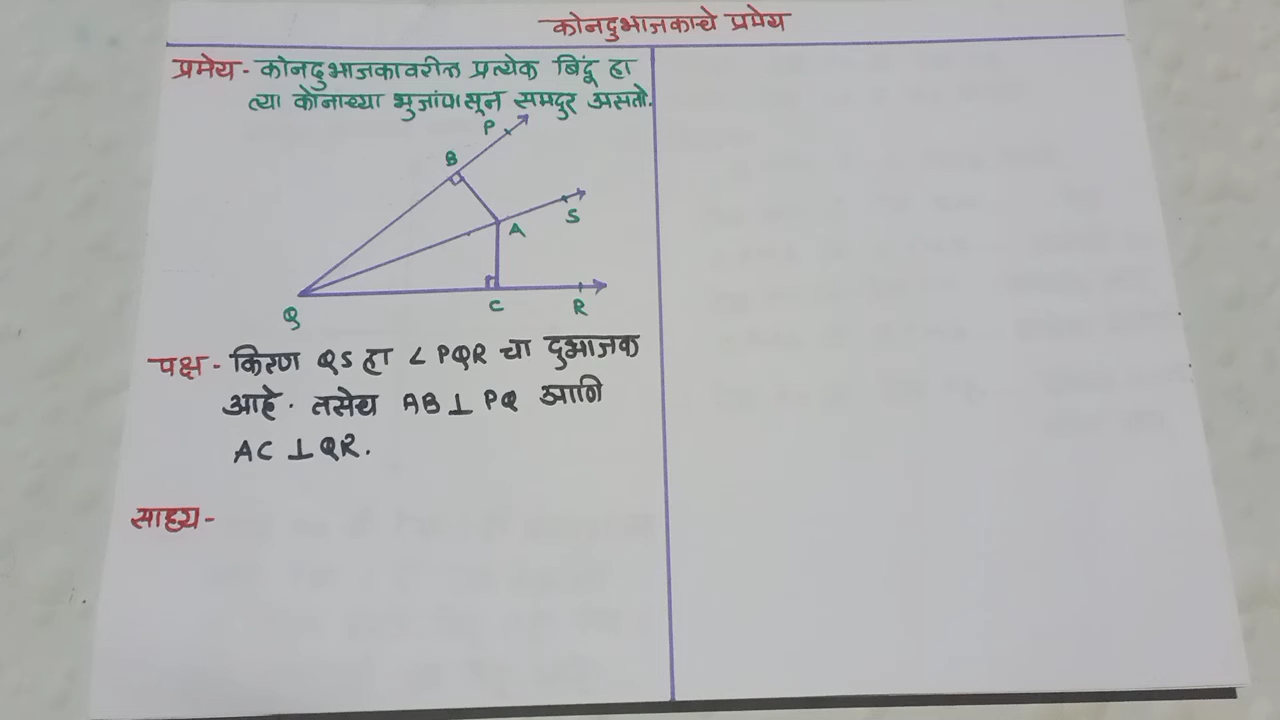 कोनदुभाजकाचे प्रमेय
प्रमेय - कोनदुभाजकावरील प्रत्येक बिंदू हा
त्या कोनाच्या भुजांपासून समदुर असतो.
P
B
S
A
Q
C
R
पक्ष - किरण QS हा ∠ PQR चा दुभाजक
आहे. तसेच AB ⊥ PQ आणि
AC ⊥ QR.
साध्य -